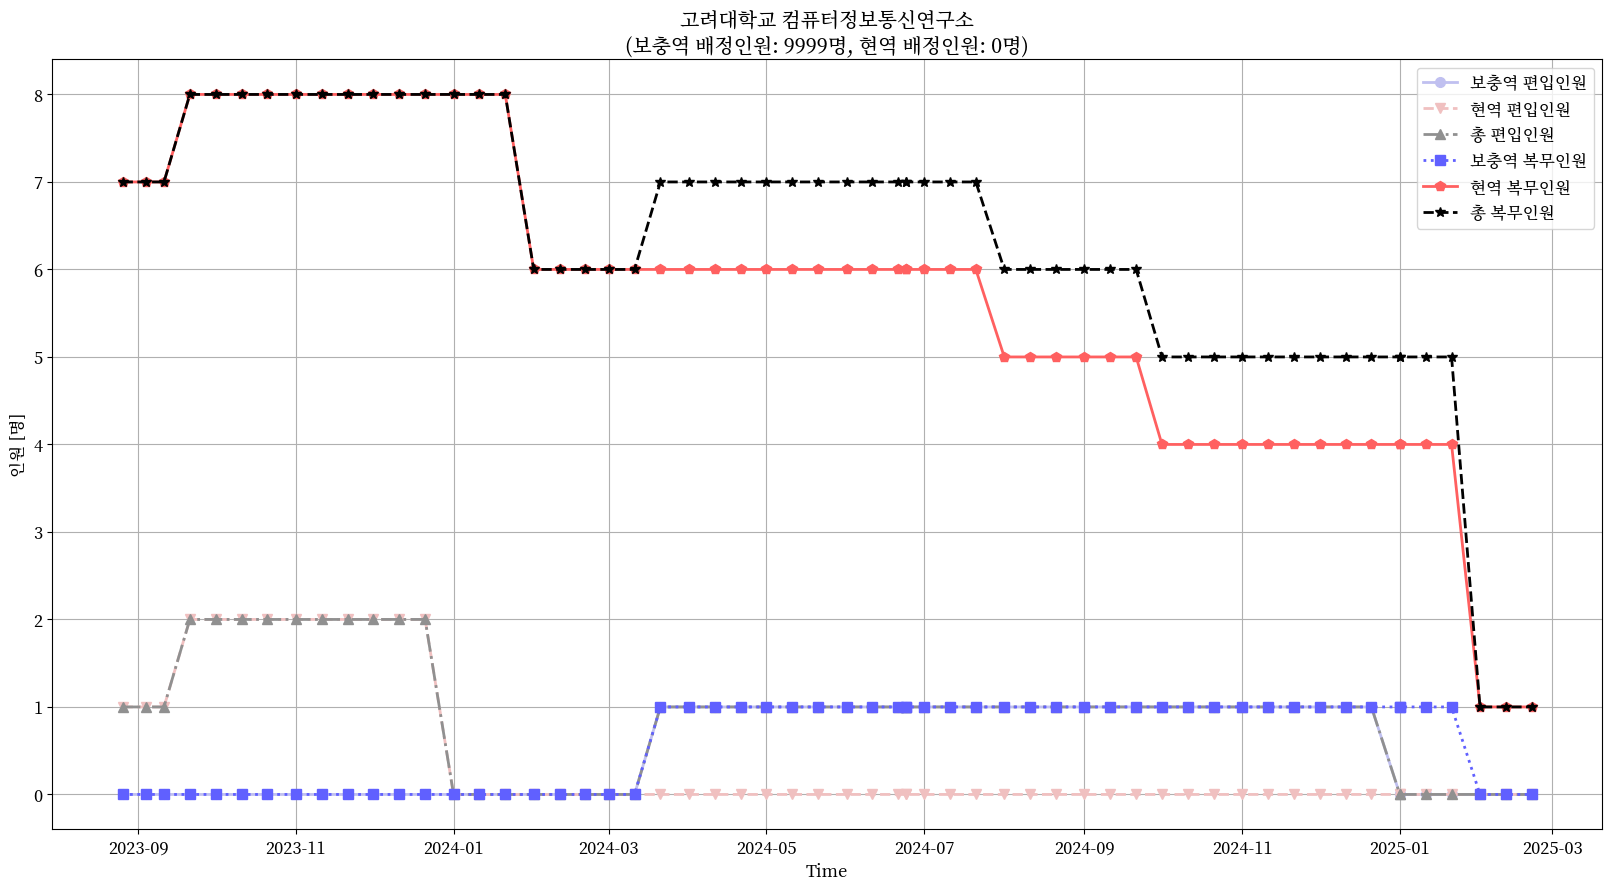 고려대학교 컴퓨터정보통신연구소
(보충역 배정인원: 9999명, 현역 배정인원: 0명)
보충역 편입인원
현역 편입인원
총 편입인원
보충역 복무인원
현역 복무인원
총 복무인원
인원 [명]
8
7
6
5
4
3
2
1
0
2023-09
2023-11
2024-01
2024-03
2024-05
2024-07
2024-09
2024-11
2025-01
2025-03
Time